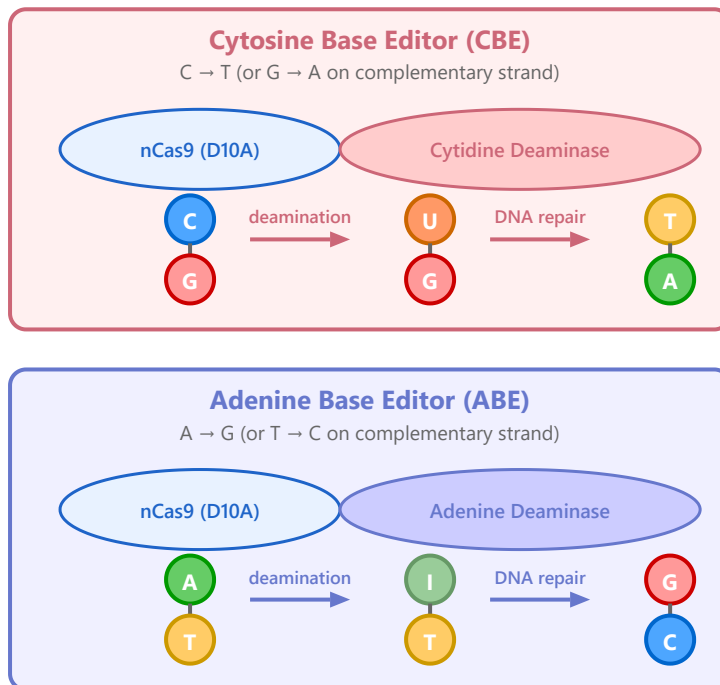 Cytosine Base Editor (CBE)
C → T (or G → A on complementary strand)
nCas9 (D10A) Cytidine Deaminase
C deamination U DNA repair T
G G A
Adenine Base Editor (ABE)
A → G (or T → C on complementary strand)
nCas9 (D10A) Adenine Deaminase
A deamination I DNA repair G
T T C